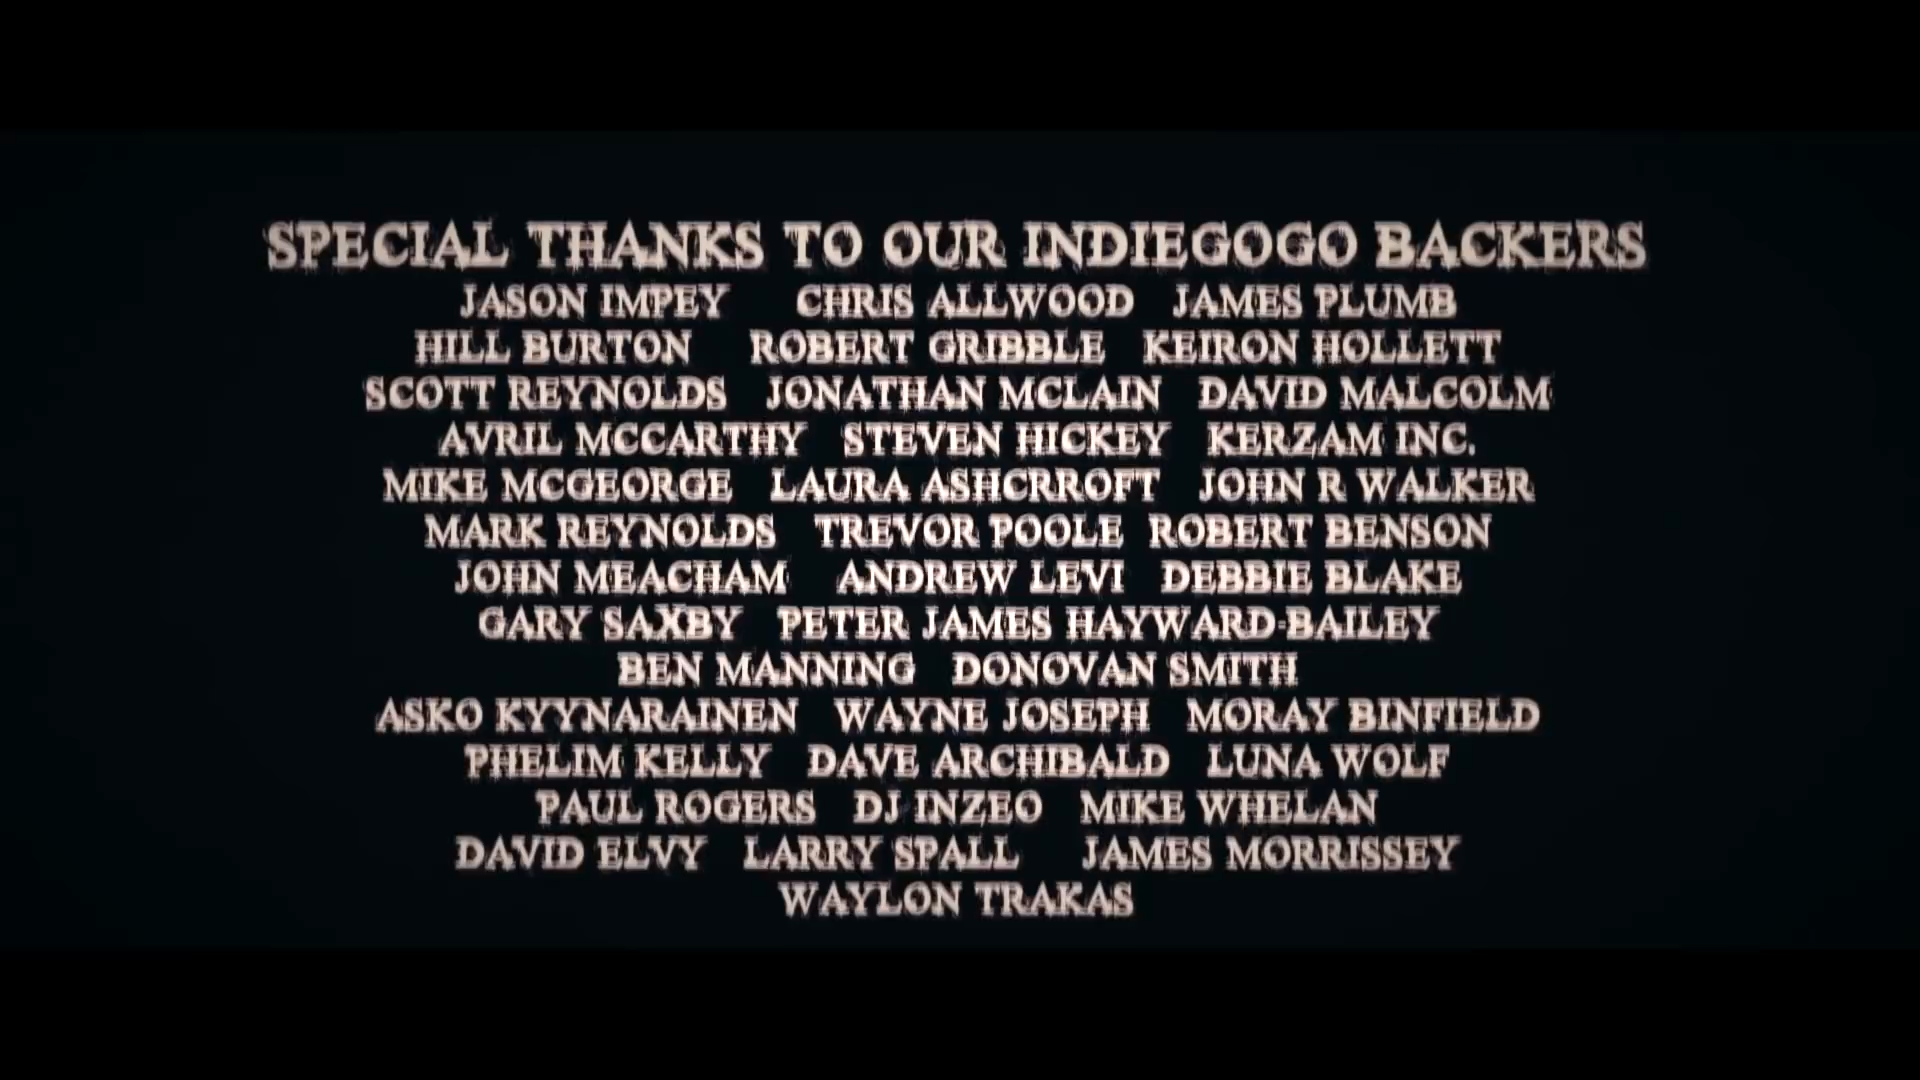 SPECIAL THANKS TO OUR INDIEGOGO BACKERS
JASON IMPEY CHRIS ALLWOOD JAMES PLUMB
HILL BURTON ROBERT GRIBBLE KEIRON HOLLETT
SCOTT REYNOLDS JONATHAN MCLAIN DAVID MALCOLM
AVRIL MCCARTHY STEVEN HICKEY KERZAM INC.
MIKE MCGEORGE LAURA ASHCRROFT JOHN R WALKER
MARK REYNOLDS TREVOR POOLE ROBERT BENSON
JOHN MEACHAM ANDREW LEVI DEBBIE BLAKE
GARY SAXBY PETER JAMES HAYWARD-BAILEY
BEN MANNING DONOVAN SMITH
ASKO KYYNARAINEN WAYNE JOSEPH MORAY BINFIELD
PHELIM KELLY DAVE ARCHIBALD LUNA WOLF
PAUL ROGERS DJ INZEO MIKE WHELAN
DAVID ELVY LARRY SPALL JAMES MORRISSEY
WAYLON TRAKAS